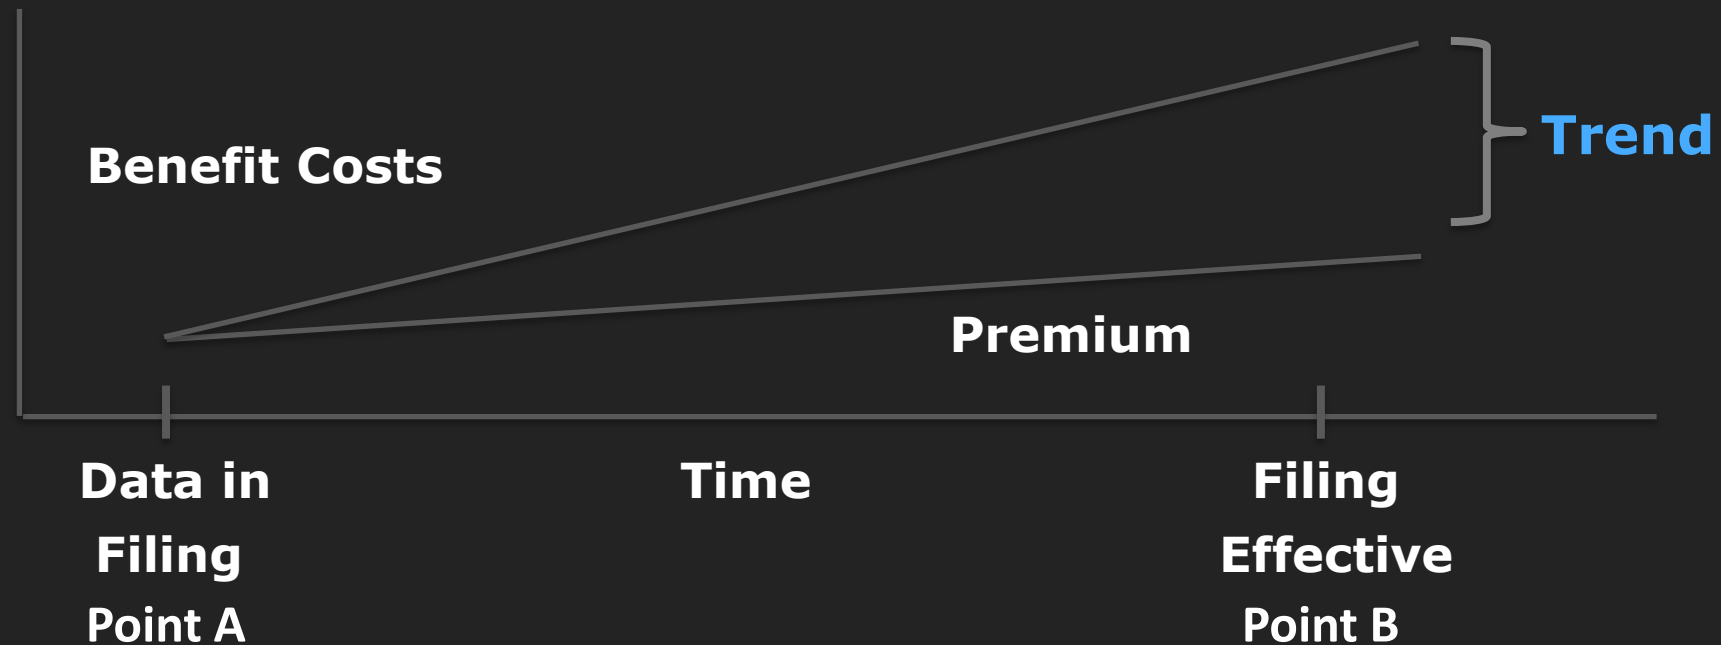 Trend
Benefit Costs
Premium
Data in
Filing
Point A
Time
Filing
Effective
Point B